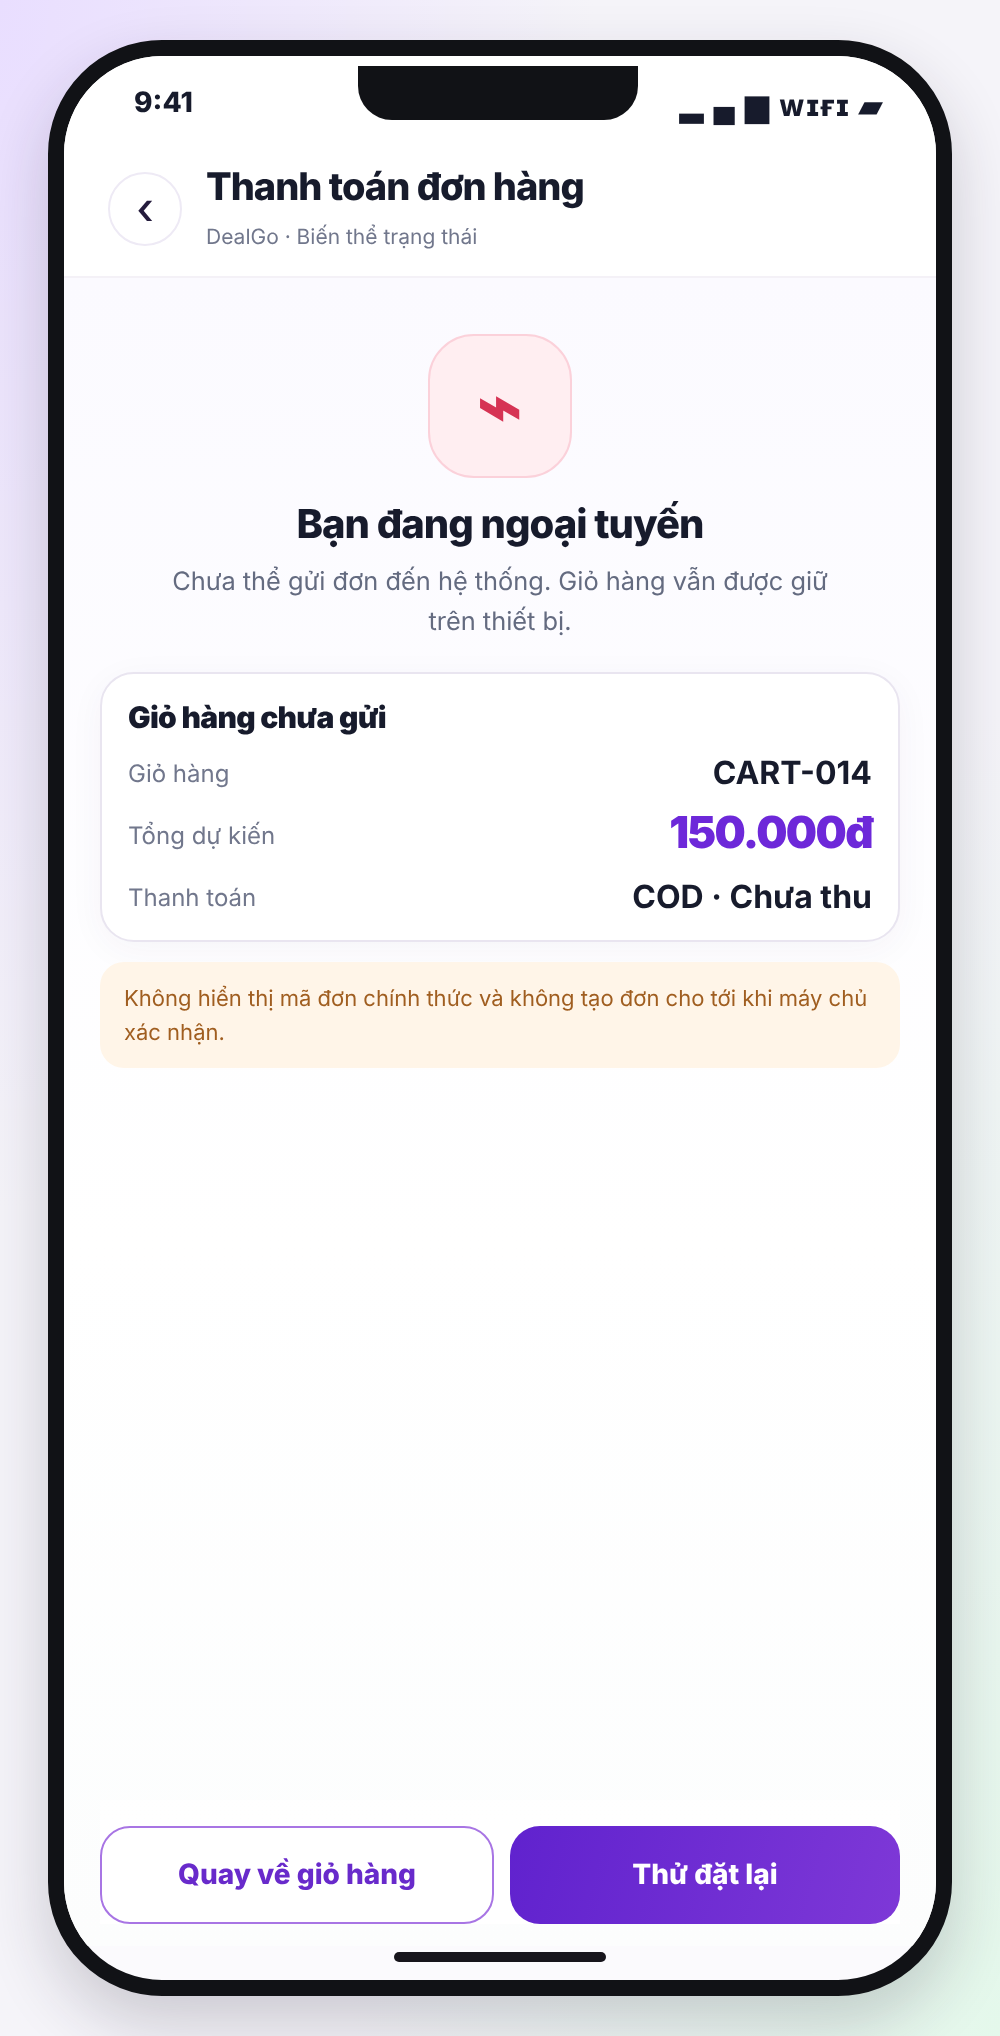 9:41
WIFI
Thanh toán đơn hàng
DealGo · Biến thể trạng thái
Bạn đang ngoại tuyến
Chưa thể gửi đơn đến hệ thống. Giỏ hàng vẫn được giữ
trên thiết bị.
Giỏ hàng chưa gửi
Giỏ hàng
CART-014
Tổng dự kiến
150.000đ
Thanh toán
COD · Chưa thu
Không hiển thị mã đơn chính thức và không tạo đơn cho tới khi máy chủ
xác nhận.
Quay về giỏ hàng
Thử đặt lại